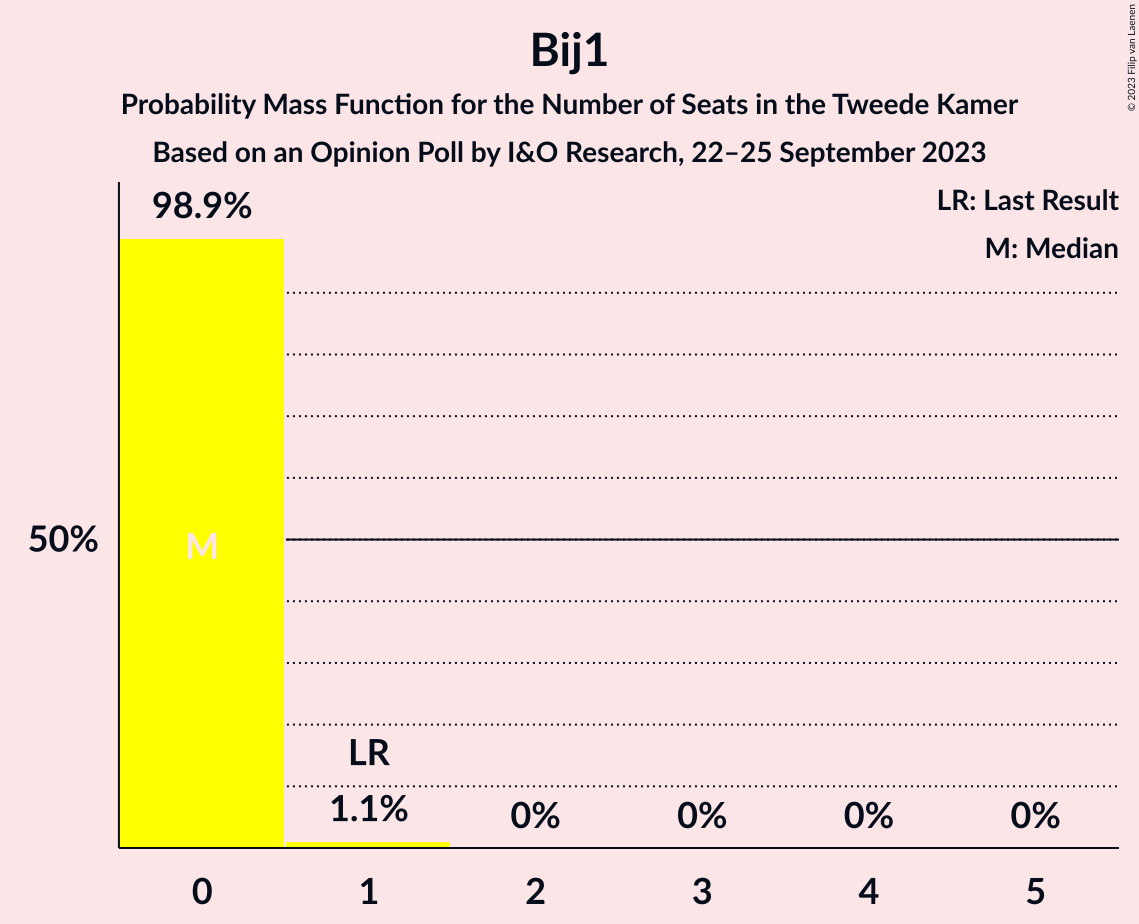 Bij1
Probability Mass Function for the Number of Seats in the Tweede Kamer
Based on an Opinion Poll by I&O Research, 22–25 September 2023
© 2023 Filip van Laenen
LR: Last Result
M: Median
98.9%
50%
M
LR
1.1%
0%
0%
0%
0%
0
1
2
3
4
5